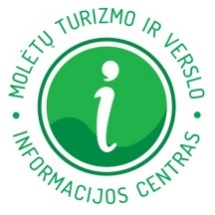 MOLĖTŲ TURIZMO IR VERSLO
i
INFORMACIJOS CENTRAS